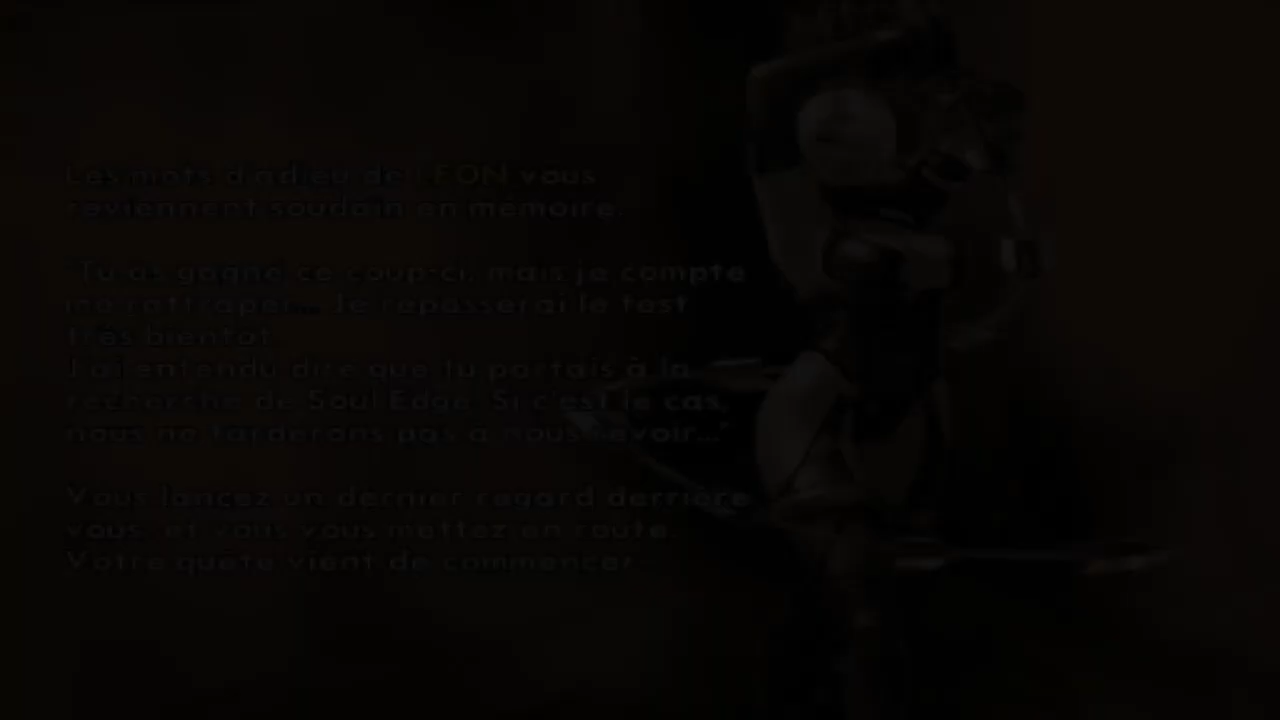 Les mots d'adieu de LEON vous
reviennent soudain en mémoire.
"Tu as gagné ce coup-ci, mais je compte
me rattraper... Je repasserai le test
très bientôt.
J'ai entendu dire que tu partais à la
recherche de Soul Edge. Si c'est le cas,
nous ne tarderons pas à nous revoir..."
Vous lancez un dernier regard derrière
vous, et vous vous mettez en route.
Votre quête vient de commencer...